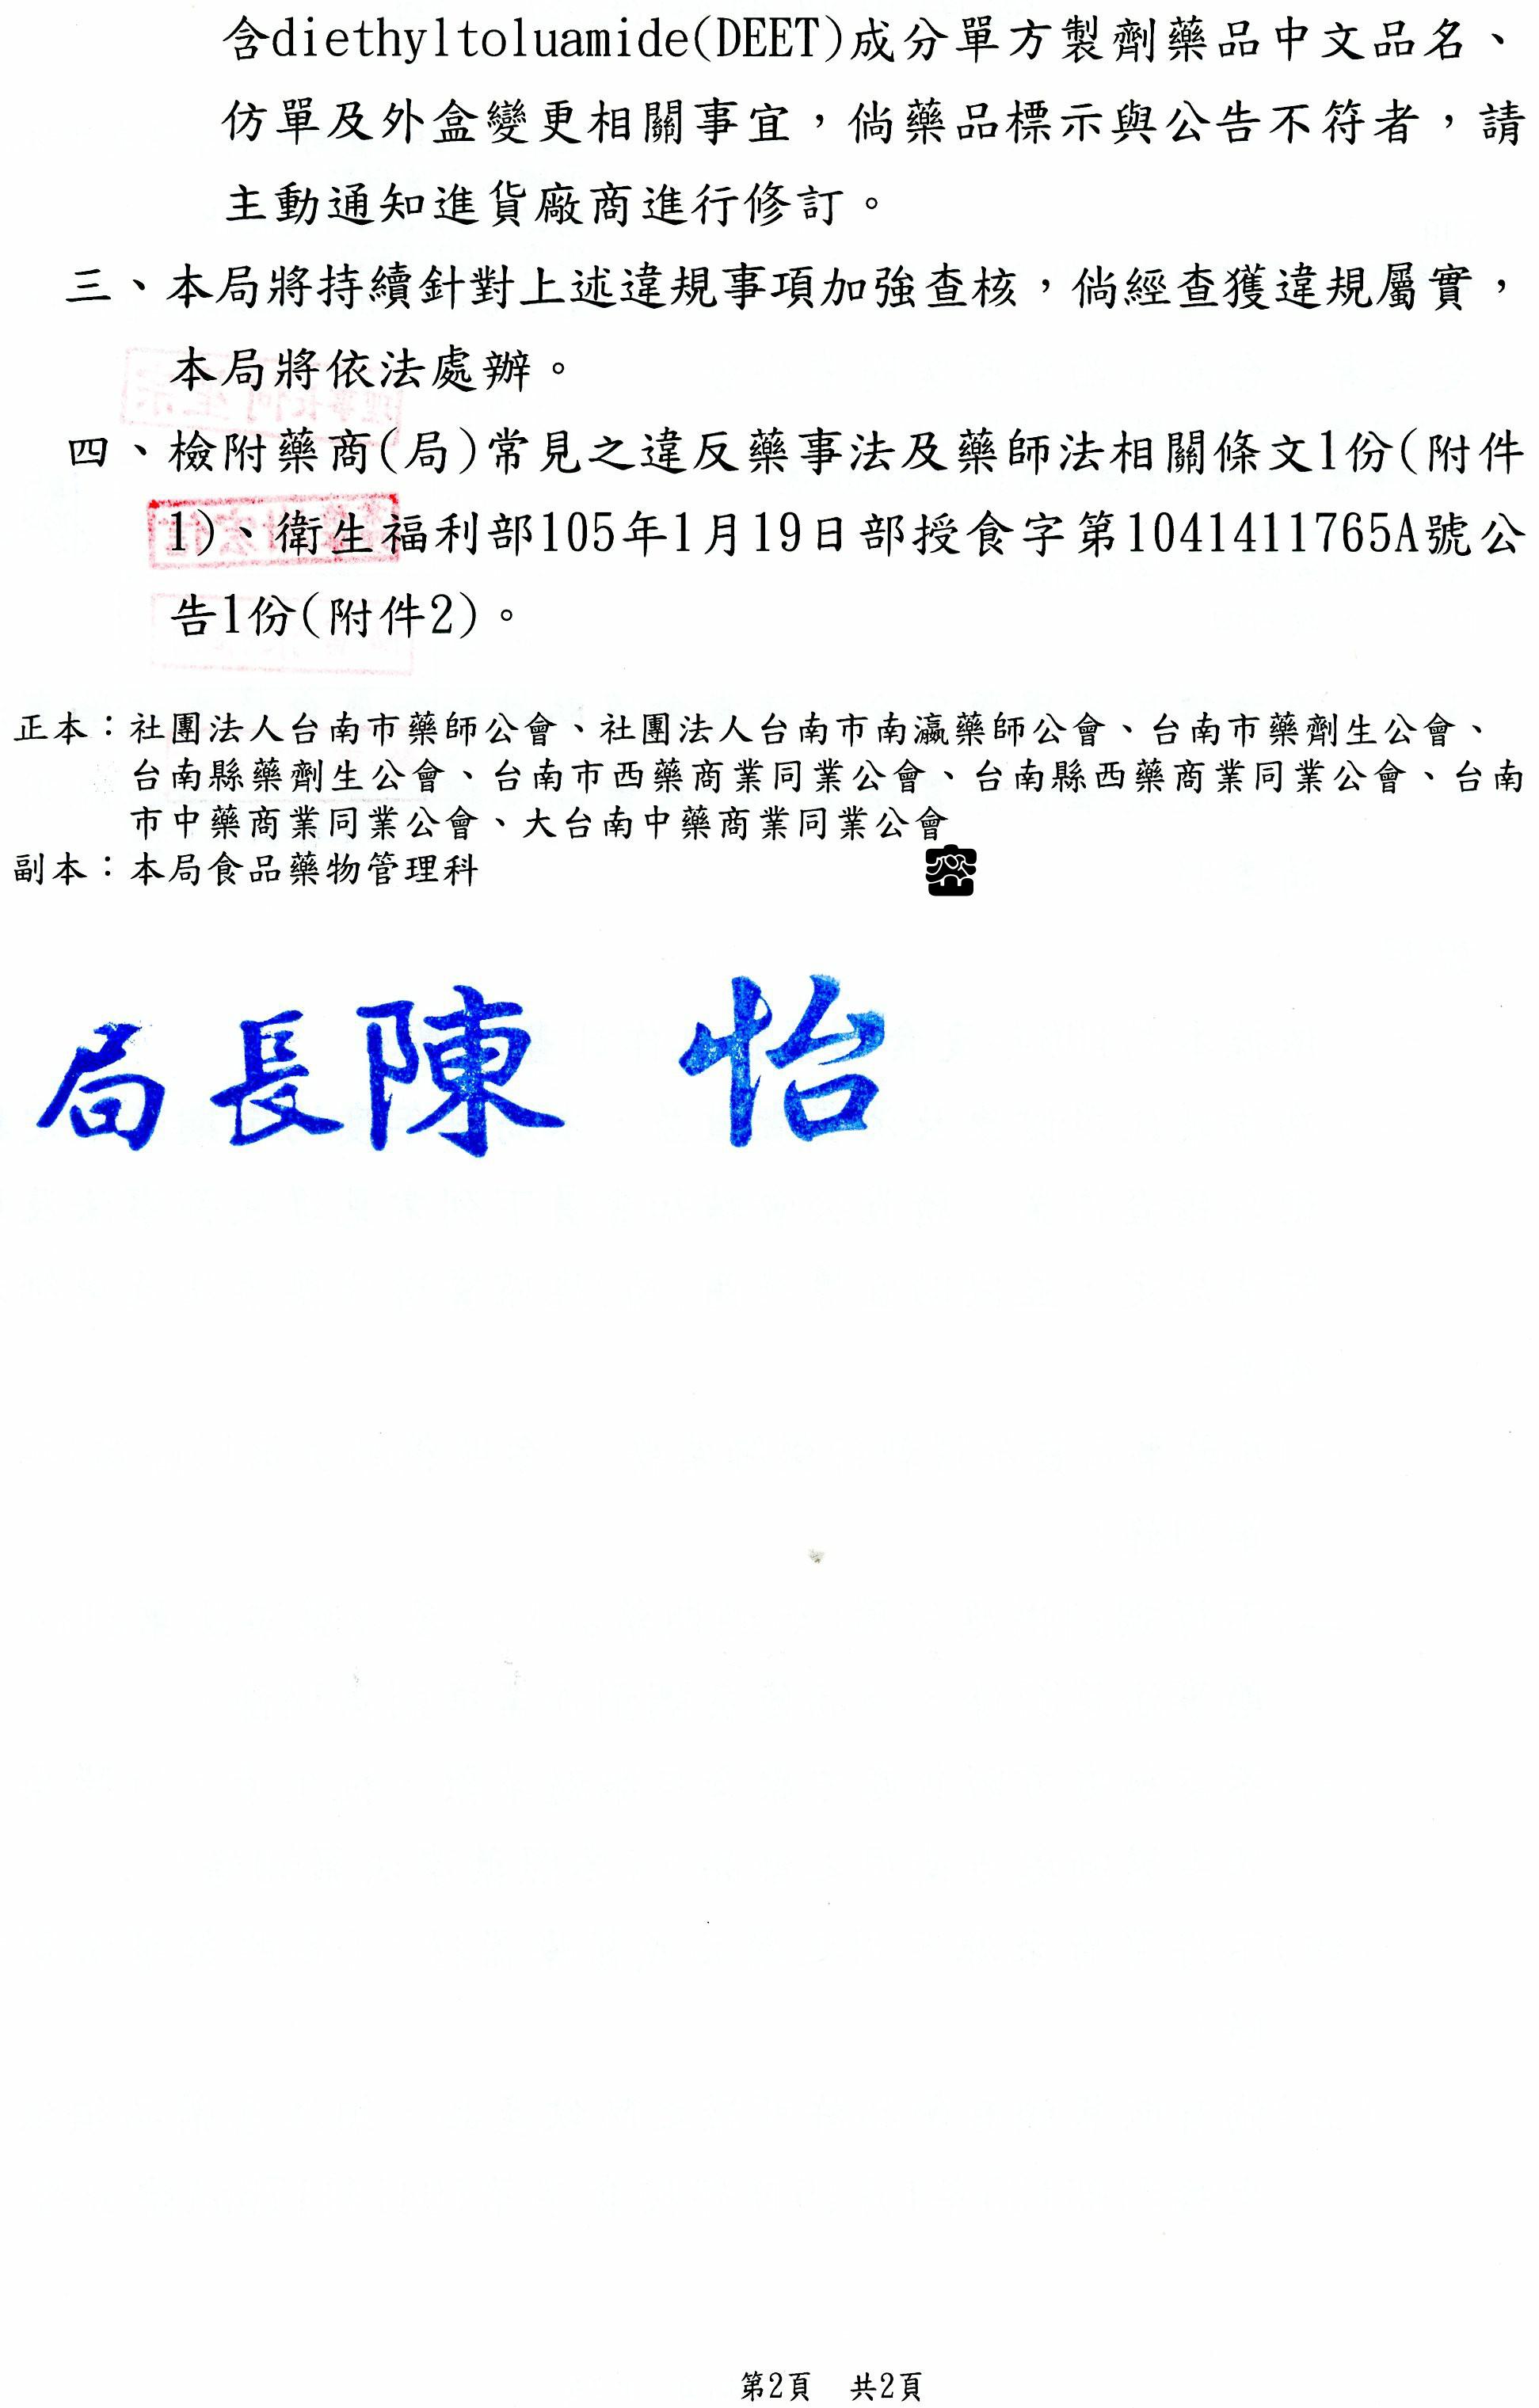 含diethyltoluamide(DEET)成分單方製劑藥品中文品名、
仿單及外盒變更相關事宜，倘藥品標示與公告不符者，請
主動通知進貨廠商進行修訂。
三、本局將持續針對上述違規事項加強查核，倘經查獲違規屬實，
本局將依法處辦。
四、檢附藥商(局)常見之違反藥事法及藥師法相關條文1份(附件
1)、衛生福利部105年1月19日部授食字第1041411765A號公
告1份(附件2)。
正本：社團法人台南市藥師公會、社團法人台南市南瀛藥師公會、台南市藥劑生公會、
台南縣藥劑生公會、台南市西藥商業同業公會、台南縣西藥商業同業公會、台南
市中藥商業同業公會、大台南中藥商業同業公會
副本：本局食品藥物管理科
局長陳 怡
第2頁 共2頁